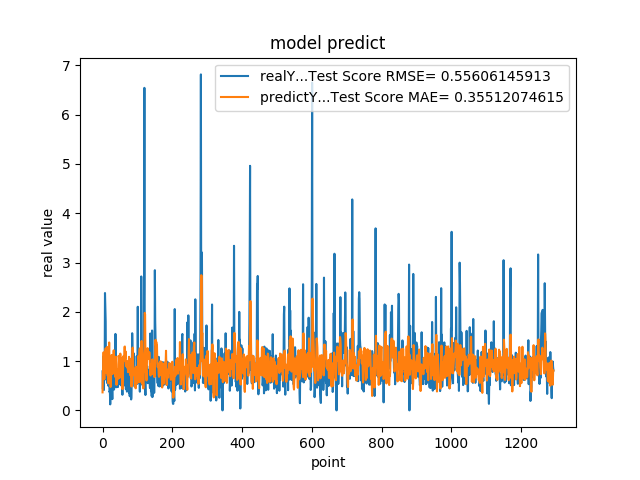 model predict
realY...Test Score RMSE= 0.55606145913
predictY...Test Score MAE= 0.35512074615
7
6
5
4
3
2
1
0
real value
0 200 400 600 800 1000 1200
point